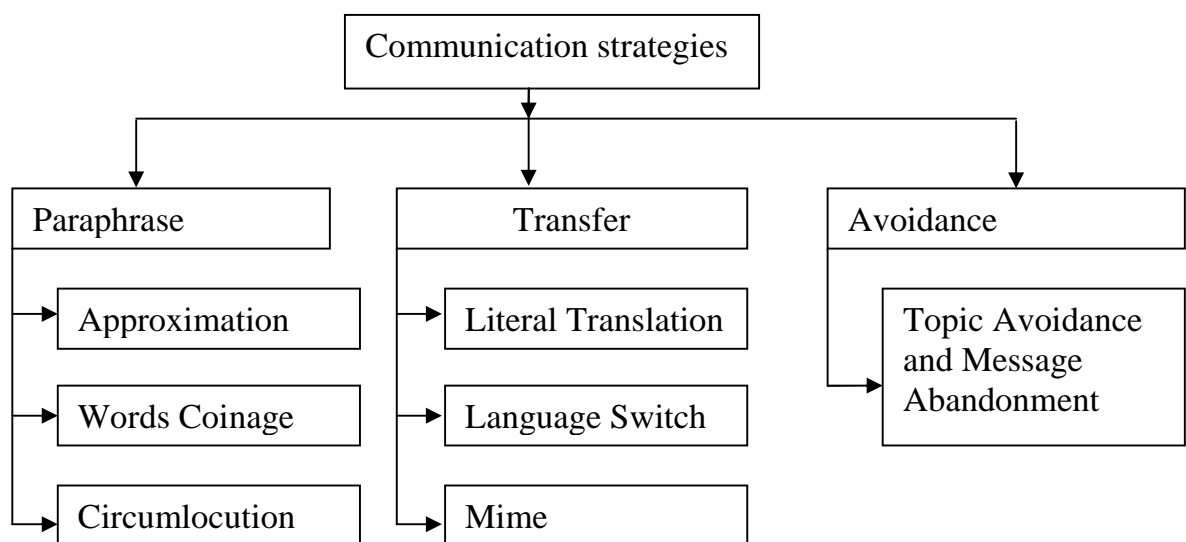 Communication strategies
Paraphrase
Transfer
Avoidance
Approximation
Words Coinage
Circumlocution
Literal Translation
Language Switch
Mime
Topic Avoidance
and Message
Abandonment